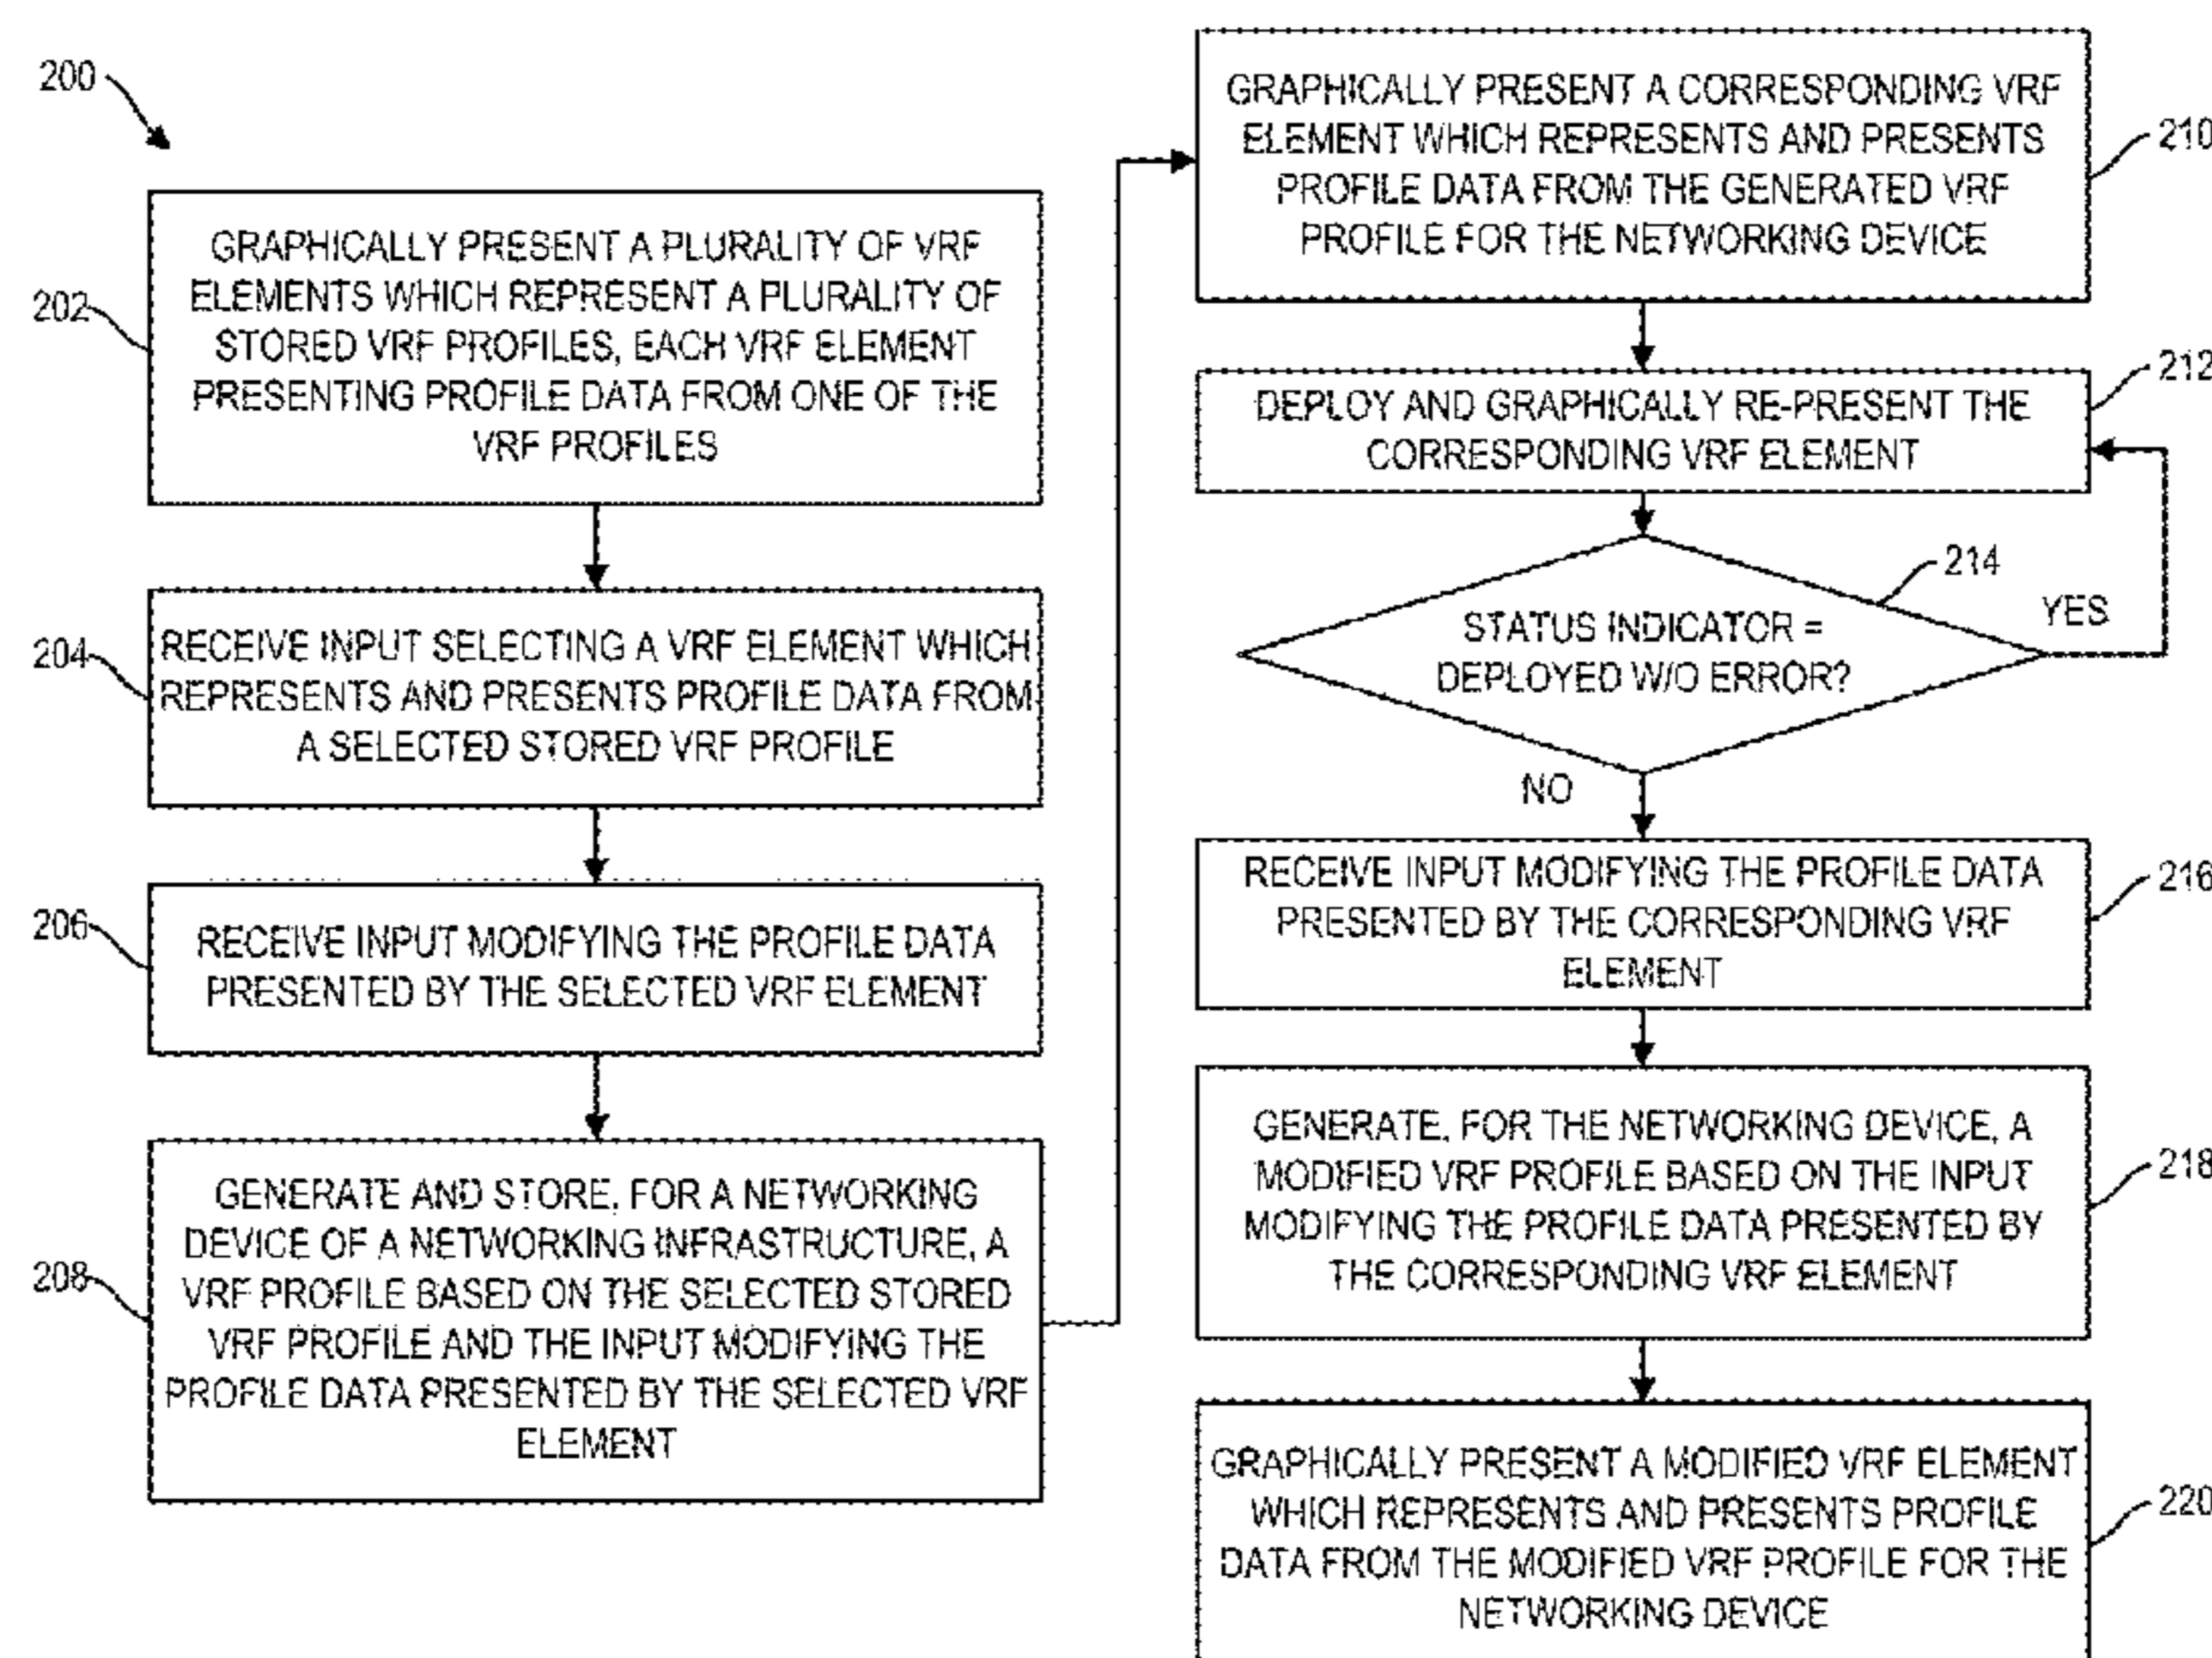 200
202
GRAPHICALLY PRESENT A PLURALITY OF VRF
ELEMENTS WHICH REPRESENT A PLURALITY OF
STORED VRF PROFILES, EACH VRF ELEMENT
PRESENTING PROFILE DATA FROM ONE OF THE
VRF PROFILES
204
RECEIVE INPUT SELECTING A VRF ELEMENT WHICH
REPRESENTS AND PRESENTS PROFILE DATA FROM
A SELECTED STORED VRF PROFILE
206
RECEIVE INPUT MODIFYING THE PROFILE DATA
PRESENTED BY THE SELECTED VRF ELEMENT
208
GENERATE AND STORE, FOR A NETWORKING
DEVICE OF A NETWORKING INFRASTRUCTURE, A
VRF PROFILE BASED ON THE SELECTED STORED
VRF PROFILE AND THE INPUT MODIFYING THE
PROFILE DATA PRESENTED BY THE SELECTED VRF
ELEMENT
GRAPHICALLY PRESENT A CORRESPONDING VRF
ELEMENT WHICH REPRESENTS AND PRESENTS
PROFILE DATA FROM THE GENERATED VRF
PROFILE FOR THE NETWORKING DEVICE
210
DEPLOY AND GRAPHICALLY RE-PRESENT THE
CORRESPONDING VRF ELEMENT
212
STATUS INDICATOR =
DEPLOYED W/O ERROR?
214
YES
NO
RECEIVE INPUT MODIFYING THE PROFILE DATA
PRESENTED BY THE CORRESPONDING VRF
ELEMENT
216
GENERATE, FOR THE NETWORKING DEVICE, A
MODIFIED VRF PROFILE BASED ON THE INPUT
MODIFYING THE PROFILE DATA PRESENTED BY
THE CORRESPONDING VRF ELEMENT
218
GRAPHICALLY PRESENT A MODIFIED VRF ELEMENT
WHICH REPRESENTS AND PRESENTS PROFILE
DATA FROM THE MODIFIED VRF PROFILE FOR THE
NETWORKING DEVICE
220